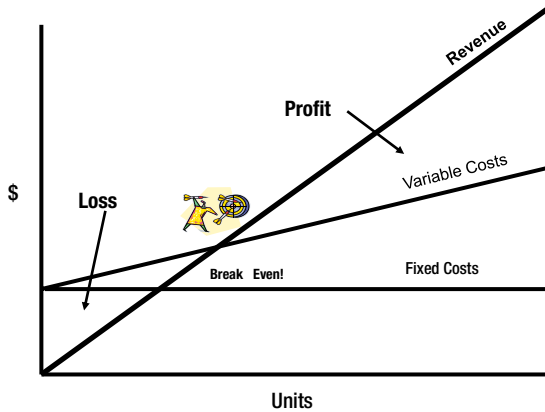 Revenue
Profit
Variable Costs
$
Loss
Break Even!
Fixed Costs
Units